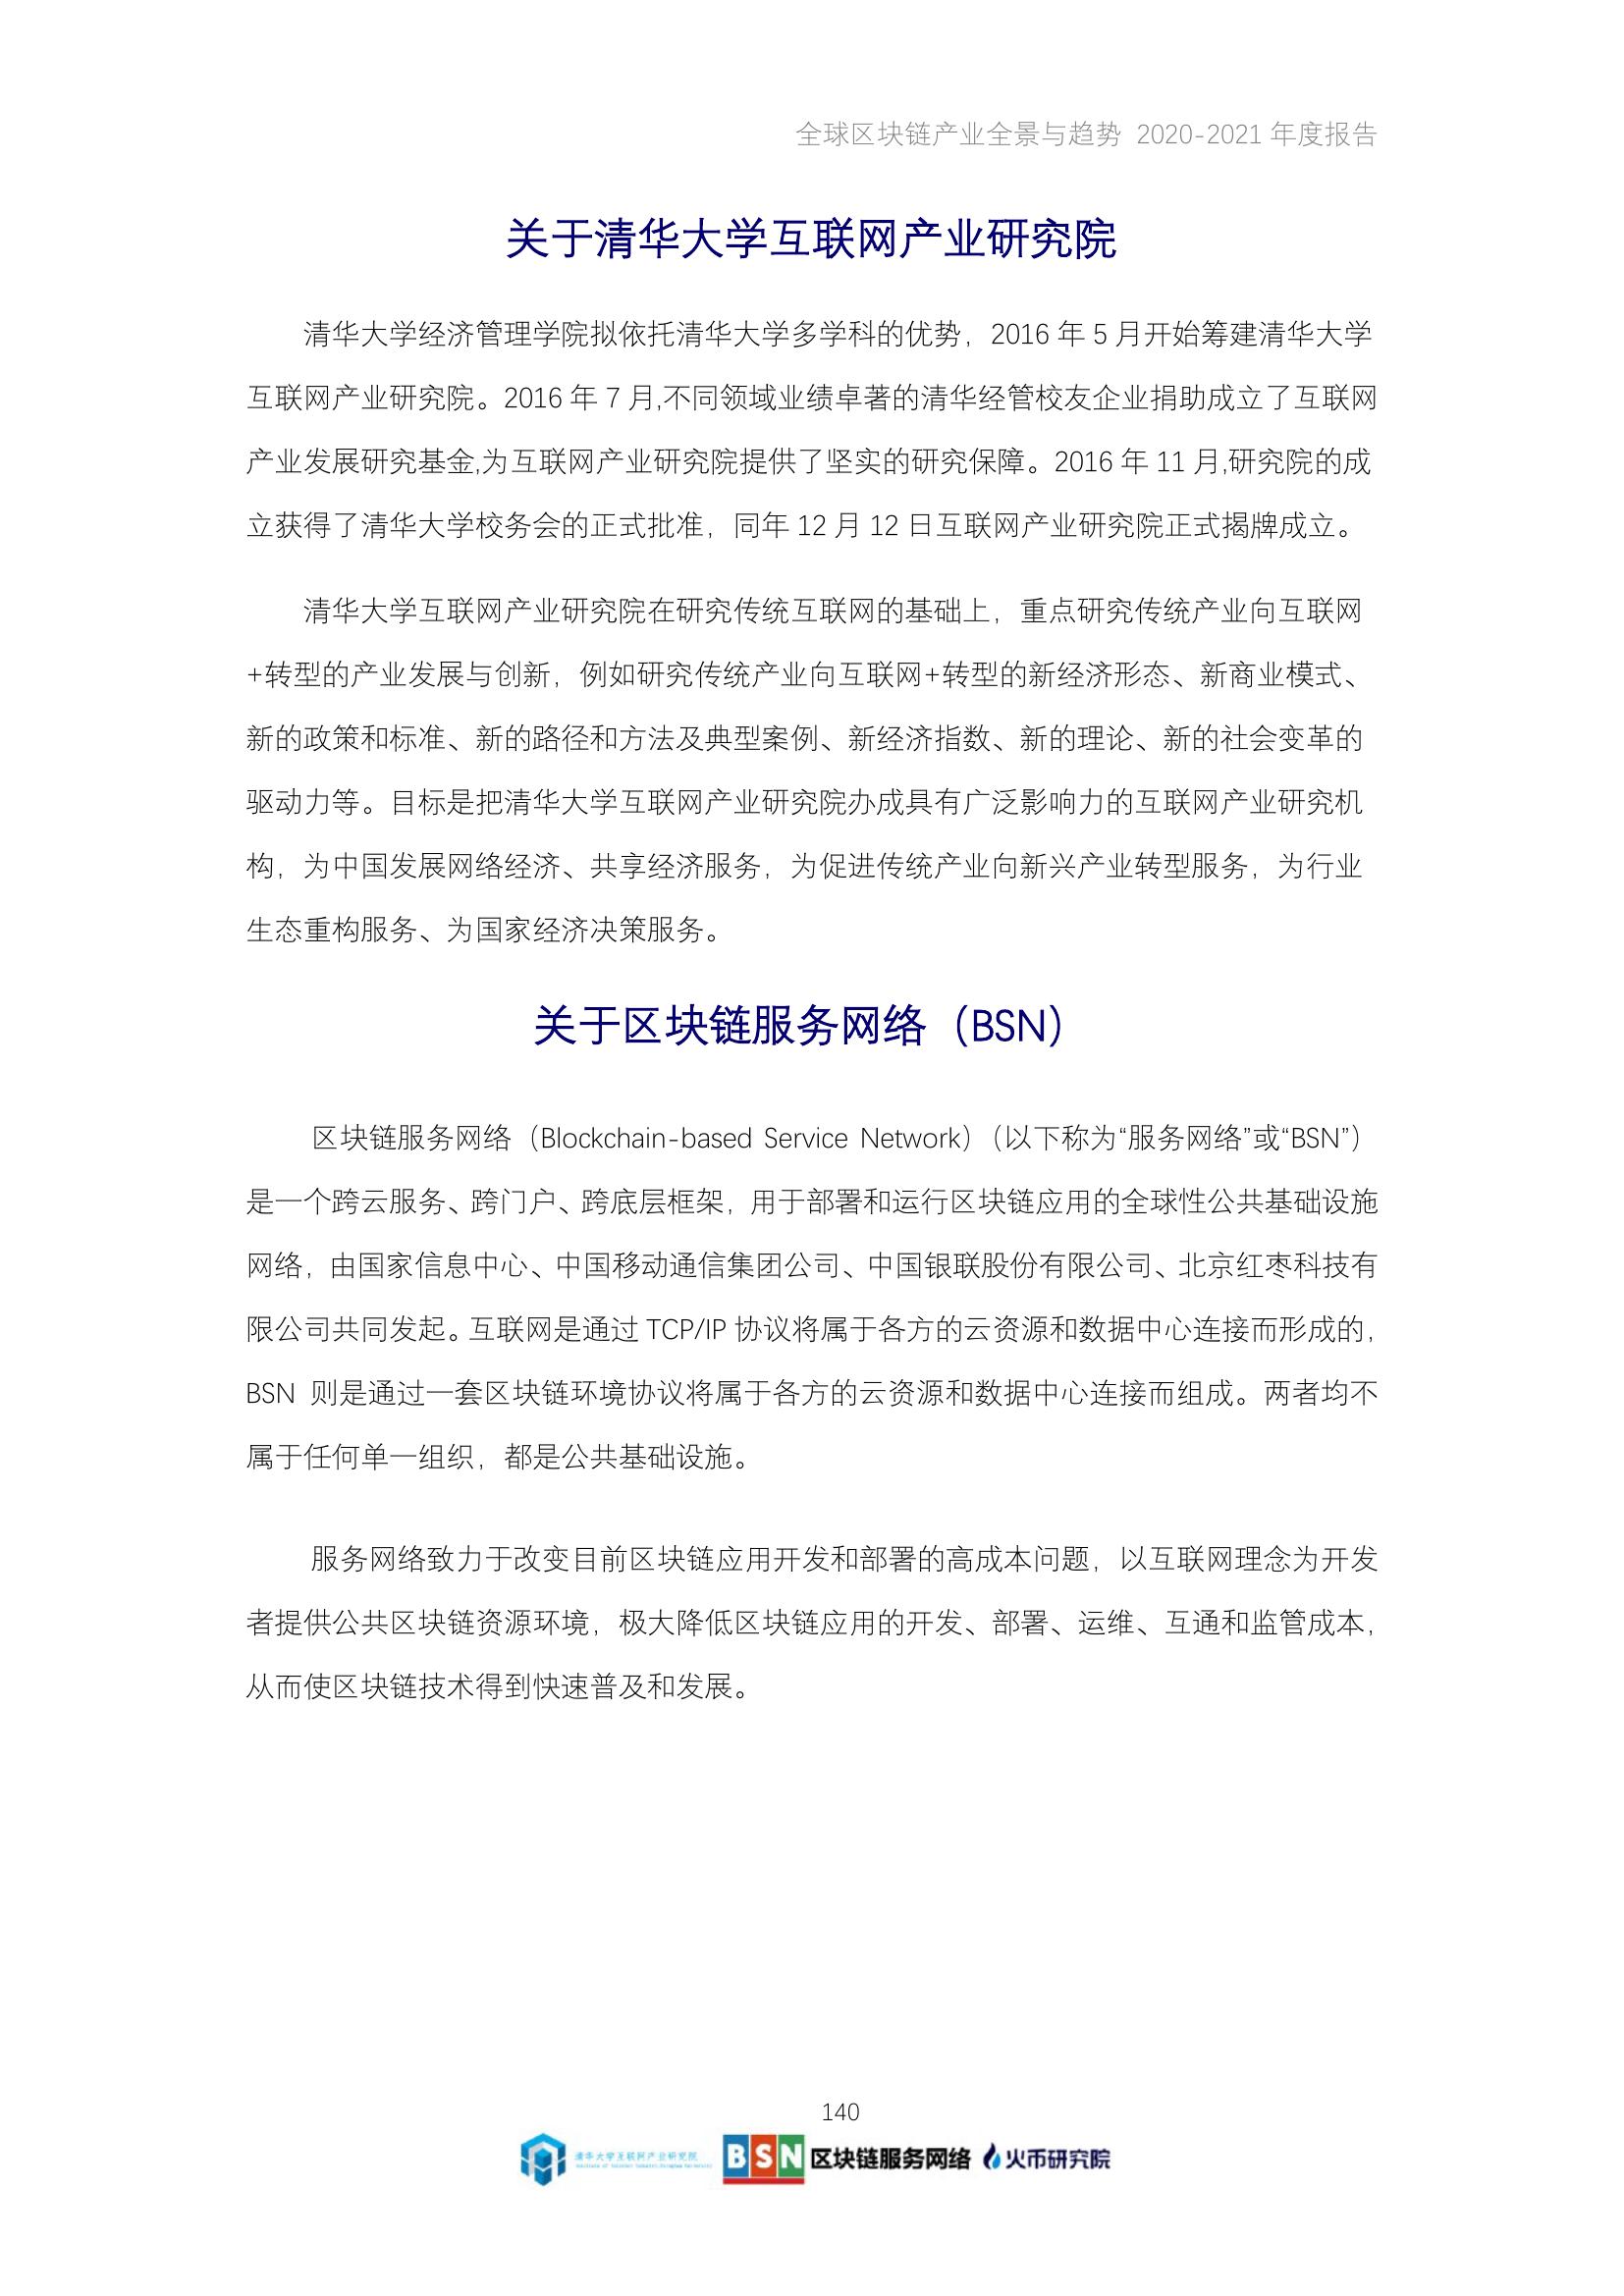 全球区块链产业全景与趋势 2020-2021 年度报告
关于清华大学互联网产业研究院
清华大学经济管理学院拟依托清华大学多学科的优势，2016 年 5 月开始筹建清华大学
互联网产业研究院。2016 年 7 月,不同领域业绩卓著的清华经管校友企业捐助成立了互联网
产业发展研究基金,为互联网产业研究院提供了坚实的研究保障。2016 年 11 月,研究院的成
立获得了清华大学校务会的正式批准，同年 12 月 12 日互联网产业研究院正式揭牌成立。
清华大学互联网产业研究院在研究传统互联网的基础上，重点研究传统产业向互联网
+转型的产业发展与创新，例如研究传统产业向互联网+转型的新经济形态、新商业模式、
新的政策和标准、新的路径和方法及典型案例、新经济指数、新的理论、新的社会变革的
驱动力等。目标是把清华大学互联网产业研究院办成具有广泛影响力的互联网产业研究机
构，为中国发展网络经济、共享经济服务，为促进传统产业向新兴产业转型服务，为行业
生态重构服务、为国家经济决策服务。
关于区块链服务网络（BSN）
区块链服务网络（Blockchain-based Service Network）（以下称为“服务网络”或“BSN”）
是一个跨云服务、跨门户、跨底层框架，用于部署和运行区块链应用的全球性公共基础设施
网络，由国家信息中心、中国移动通信集团公司、中国银联股份有限公司、北京红枣科技有
限公司共同发起。互联网是通过 TCP/IP 协议将属于各方的云资源和数据中心连接而形成的，
BSN 则是通过一套区块链环境协议将属于各方的云资源和数据中心连接而组成。两者均不
属于任何单一组织，都是公共基础设施。
服务网络致力于改变目前区块链应用开发和部署的高成本问题，以互联网理念为开发
者提供公共区块链资源环境，极大降低区块链应用的开发、部署、运维、互通和监管成本，
从而使区块链技术得到快速普及和发展。
140
清华大学互联网产业研究院 BSN 区块链服务网络 火币研究院